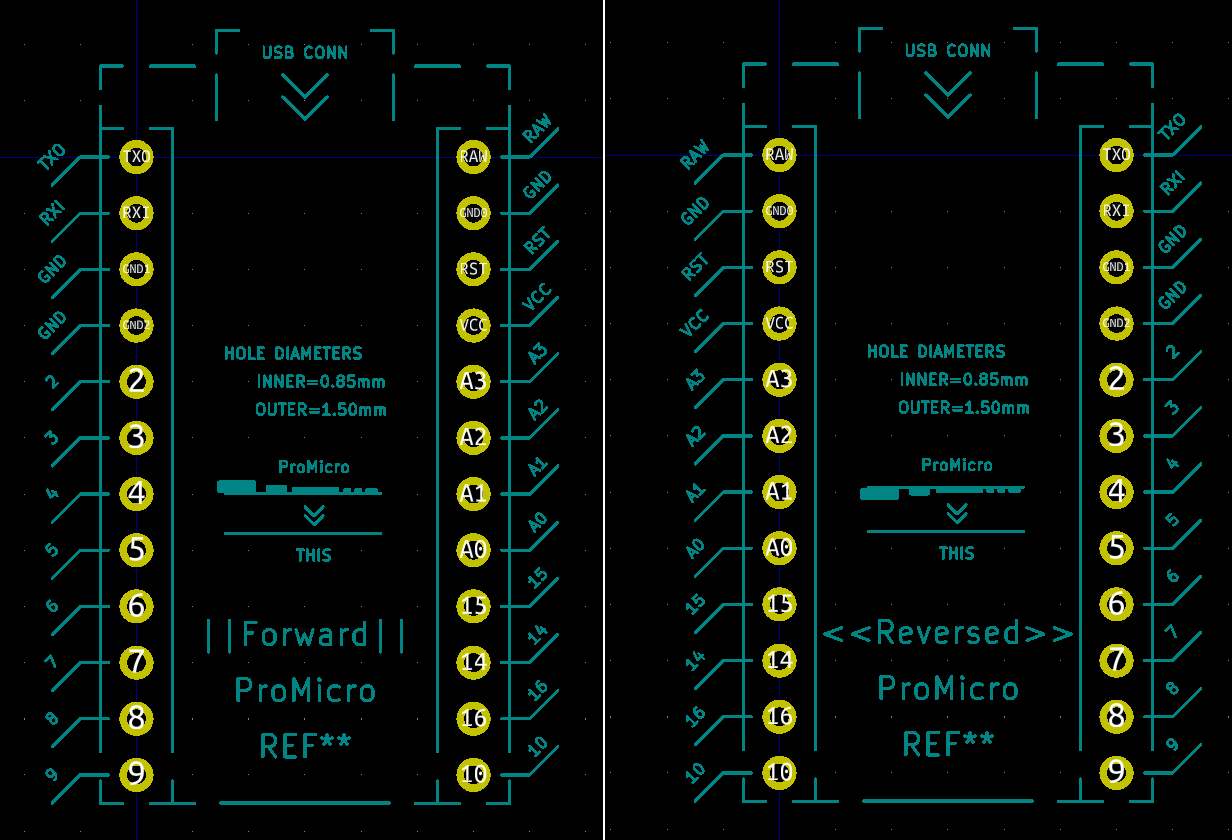 USB CONN
TXO TXO RAW RAW
RXI RXI GND0 GND
GND GND1 RST RST
GND GND2 VCC VCC
HOLE DIAMETERS
2 2 INNER=0.85mm A3 A3
OUTER=1.50mm
3 3 A2 A2
ProMicro
4 4 A1 A1
5 5 THIS A0 A0
6 6 15 15
||Forward||
7 7 14 14
ProMicro
8 8 16 16
REF**
9 9 10 10
USB CONN
RAW RAW TXO TXO
GND GND0 RXI RXI
RST RST GND1 GND
VCC VCC GND2 GND
HOLE DIAMETERS
A3 A3 INNER=0.85mm 2 2
OUTER=1.50mm
A2 A2 3 3
ProMicro
A1 A1 4 4
A0 A0 THIS 5 5
15 15 6 6
<<Reversed>>
14 14 7 7
ProMicro
16 16 8 8
REF**
10 10 9 9